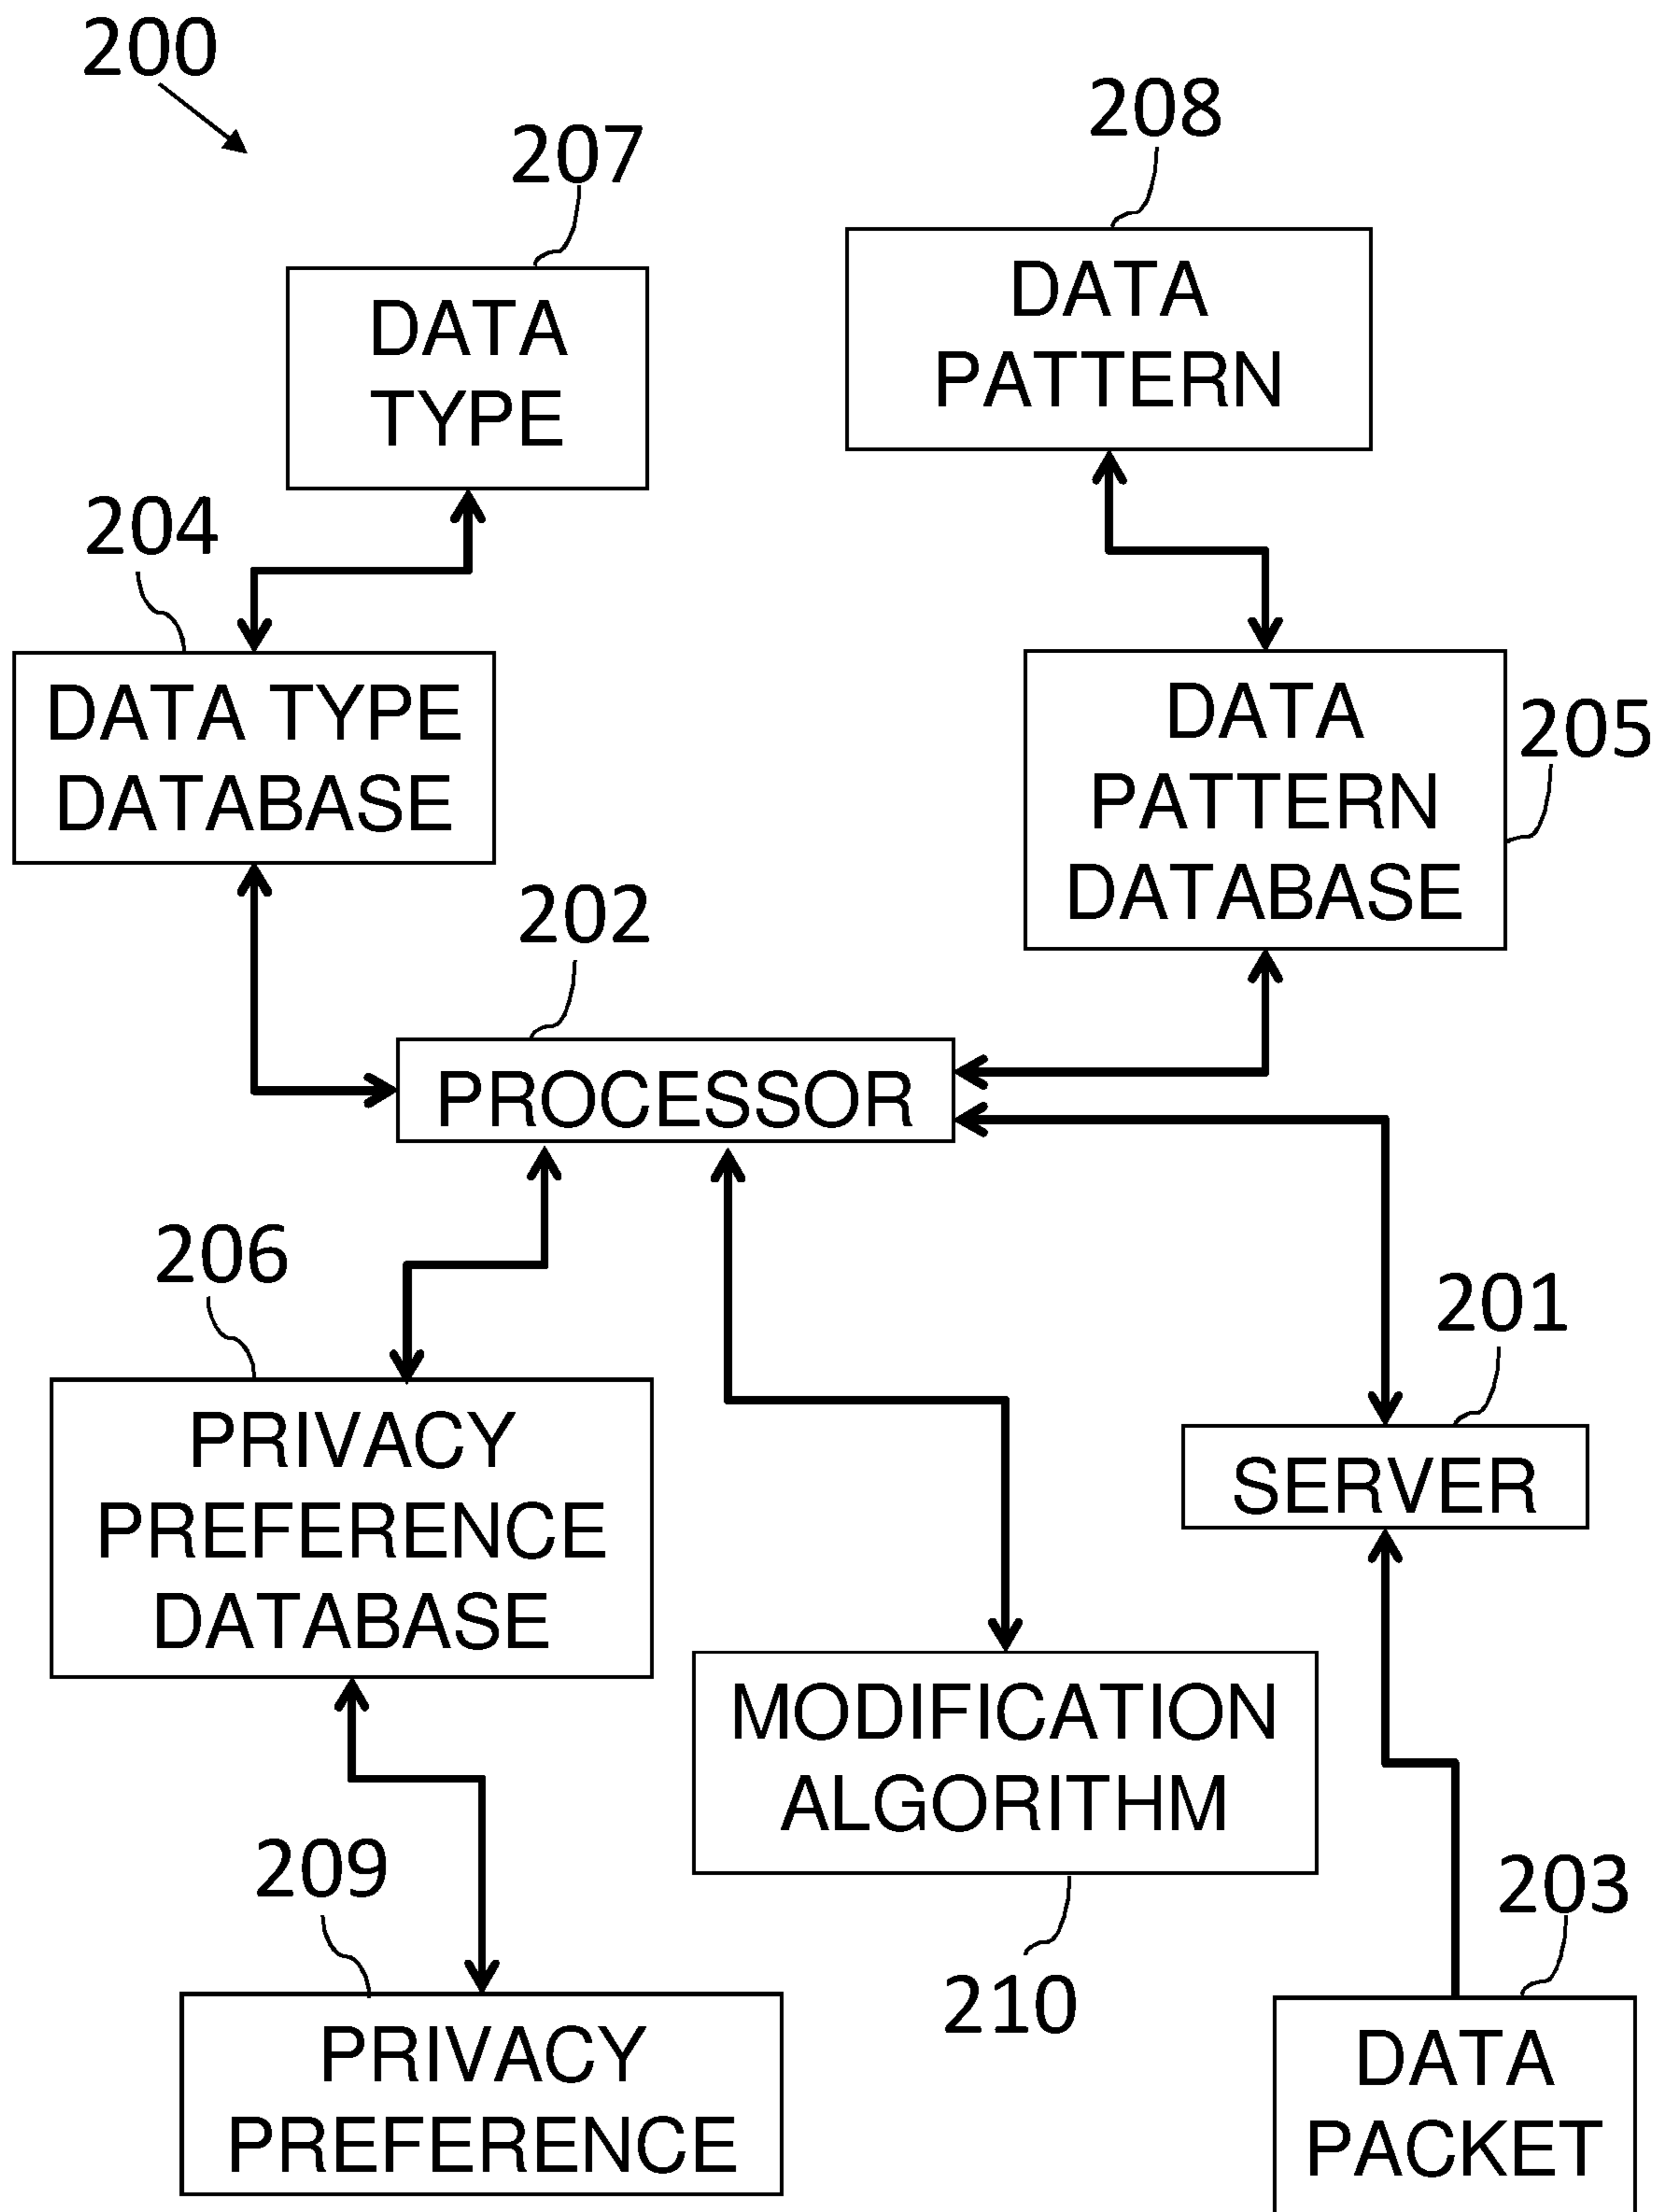 200
207
208
DATA
TYPE
DATA
PATTERN
204
DATA TYPE
DATABASE
DATA
PATTERN
DATABASE
205
202
PROCESSOR
206
PRIVACY
PREFERENCE
DATABASE
201
SERVER
MODIFICATION
ALGORITHM
210
209
PRIVACY
PREFERENCE
203
DATA
PACKET